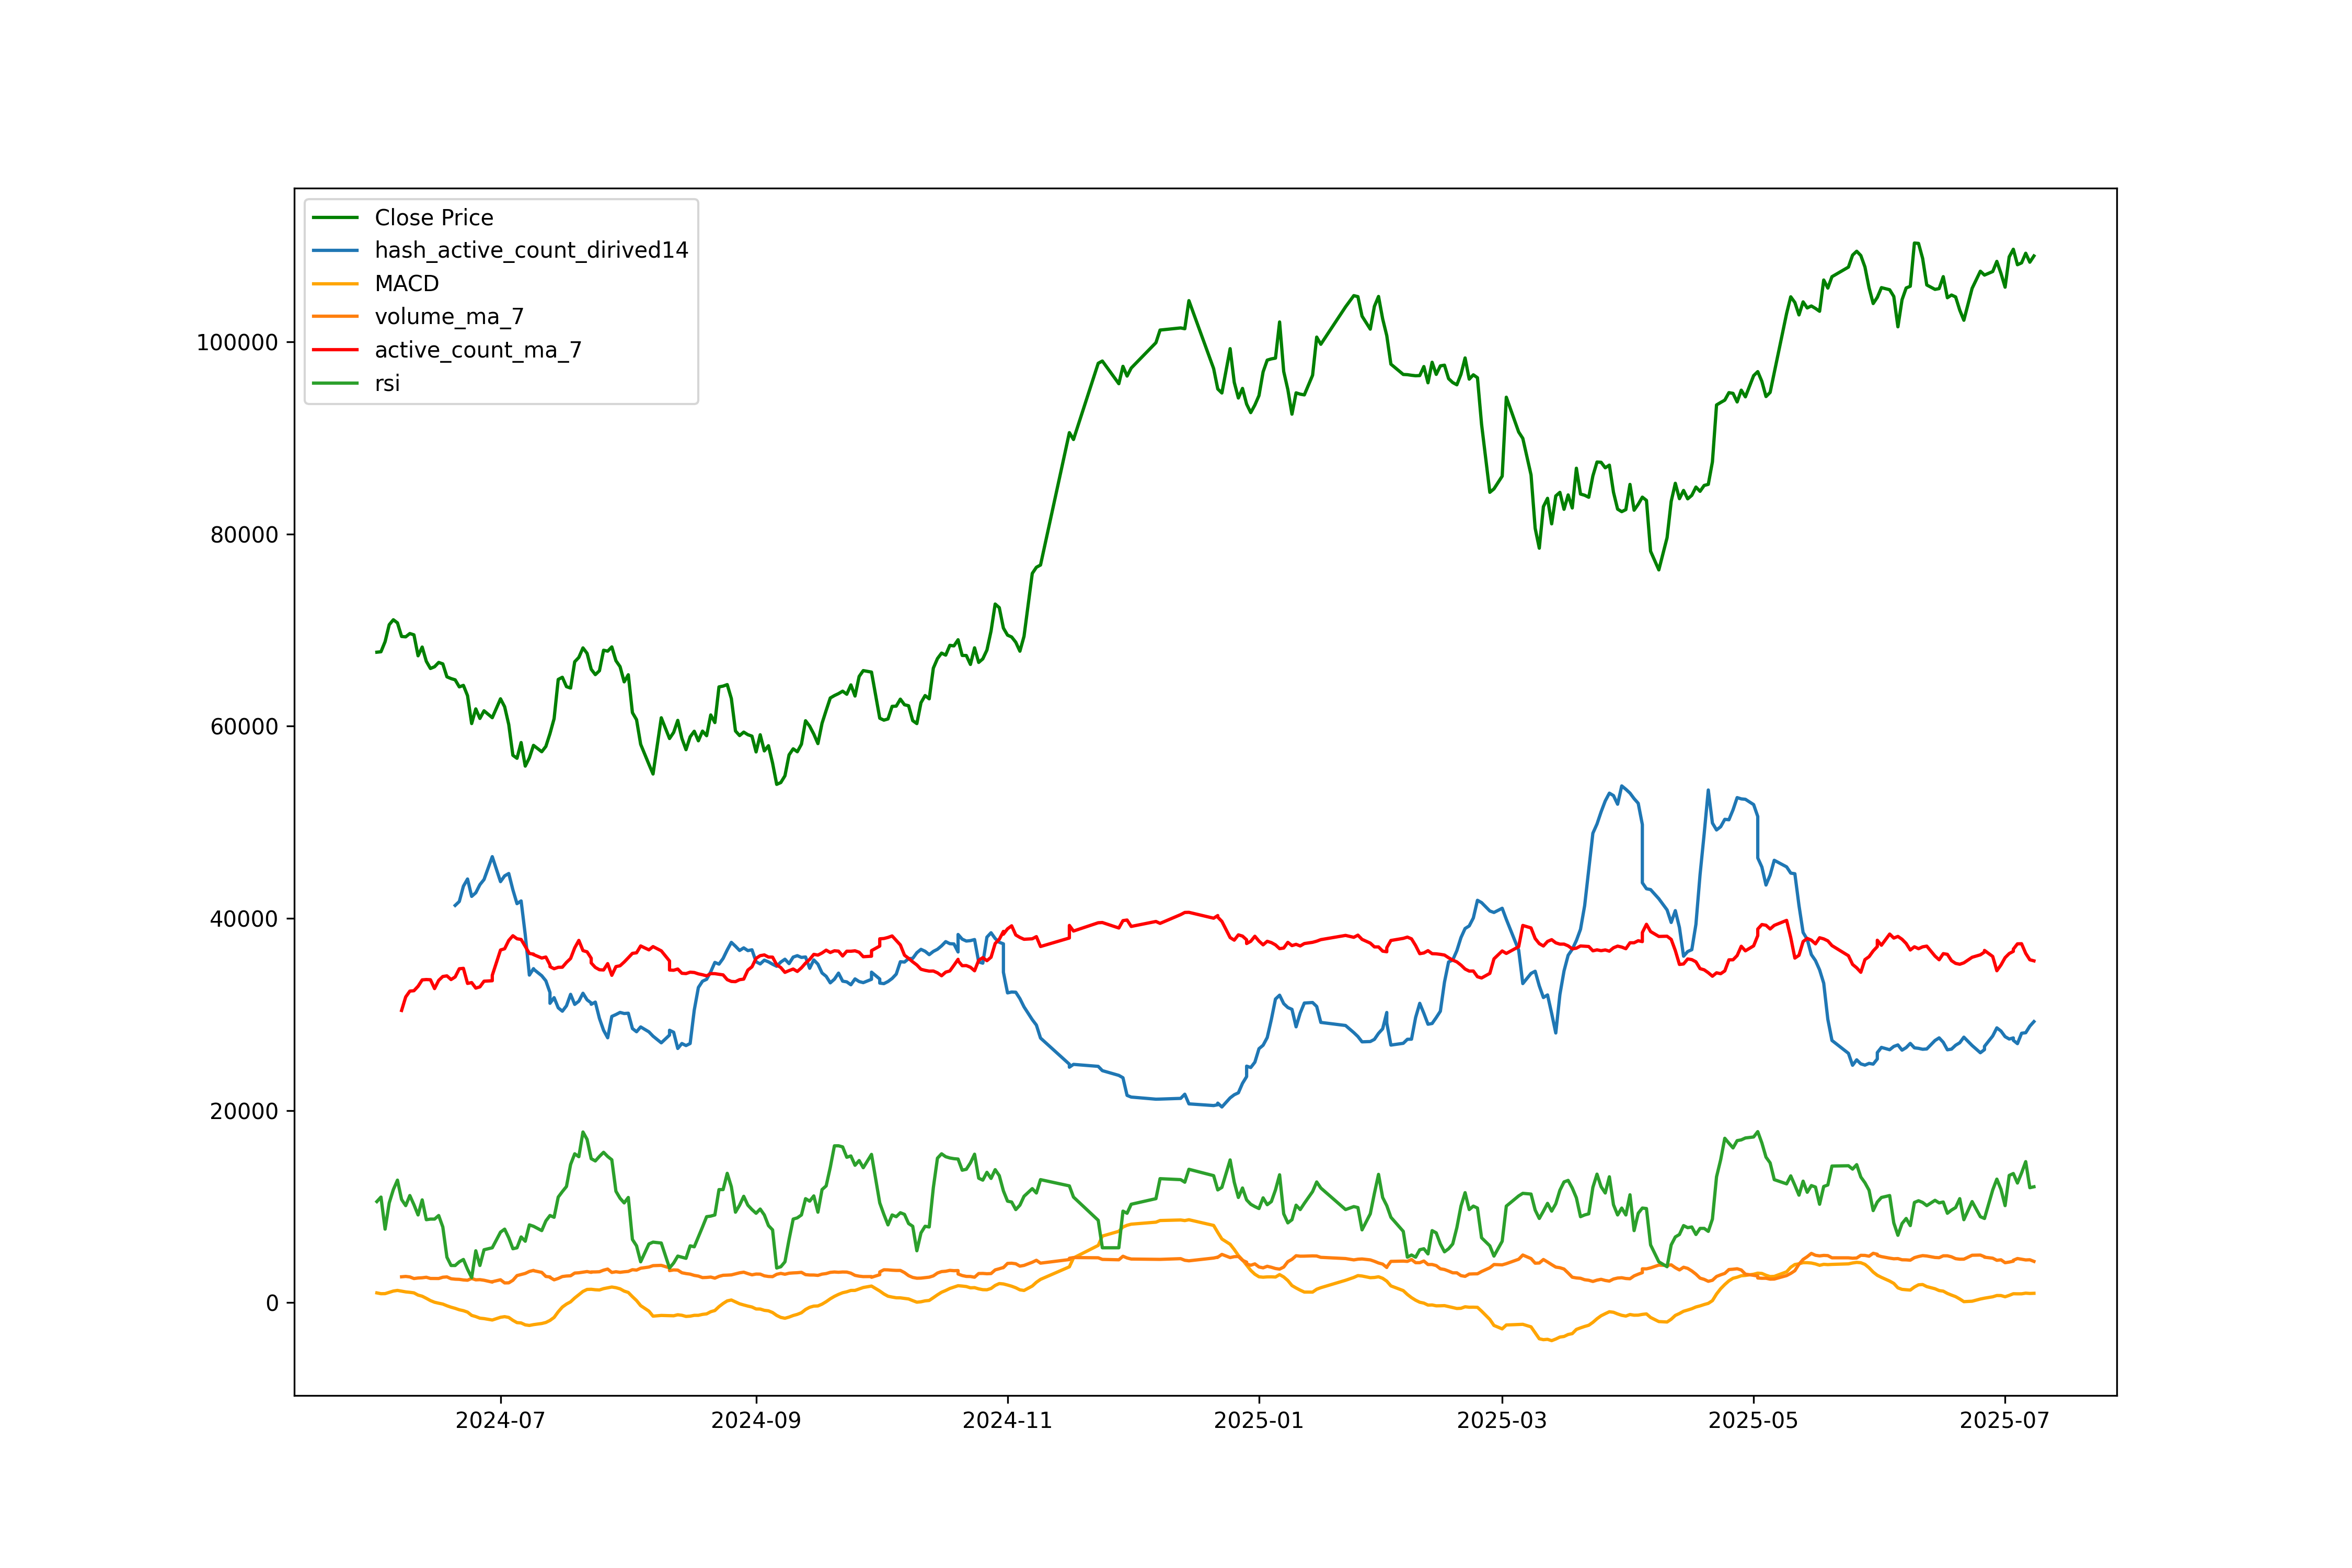 Close Price
hash_active_count_dirived14
MACD
volume_ma_7
active_count_ma_7
rsi
100000
80000
60000
40000
20000
0
2024-07 2024-09 2024-11 2025-01 2025-03 2025-05 2025-07